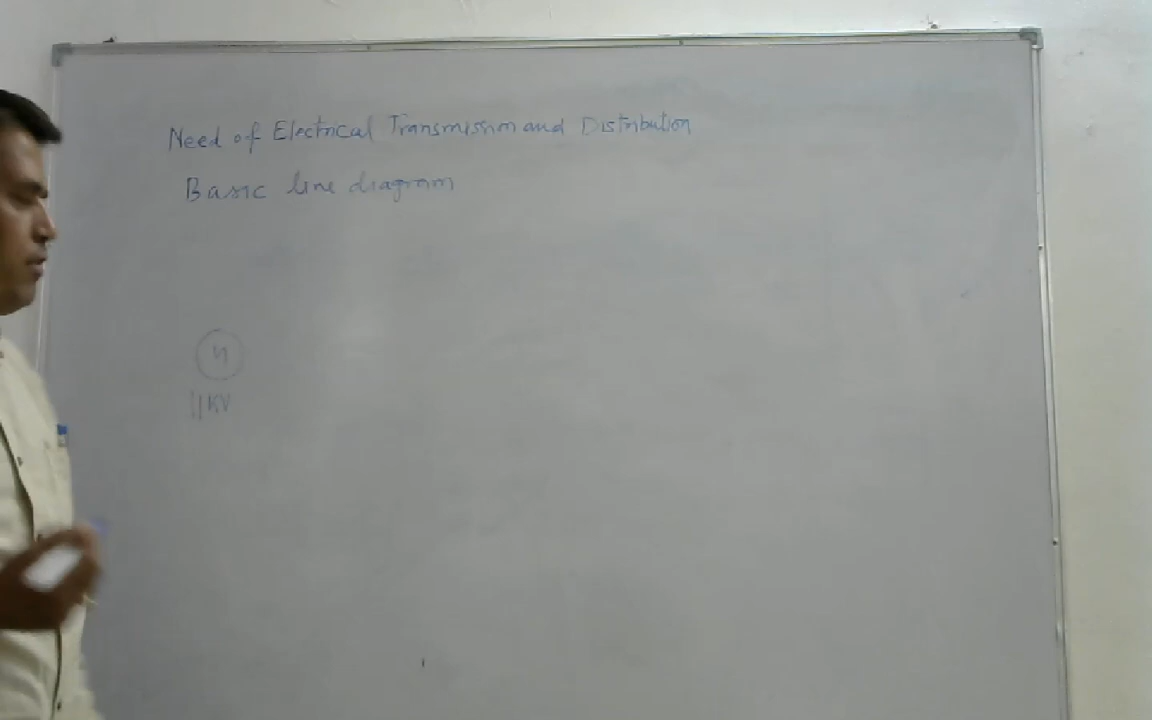 Need of Electrical Transmission and Distribution
Basic line diagram
11KV